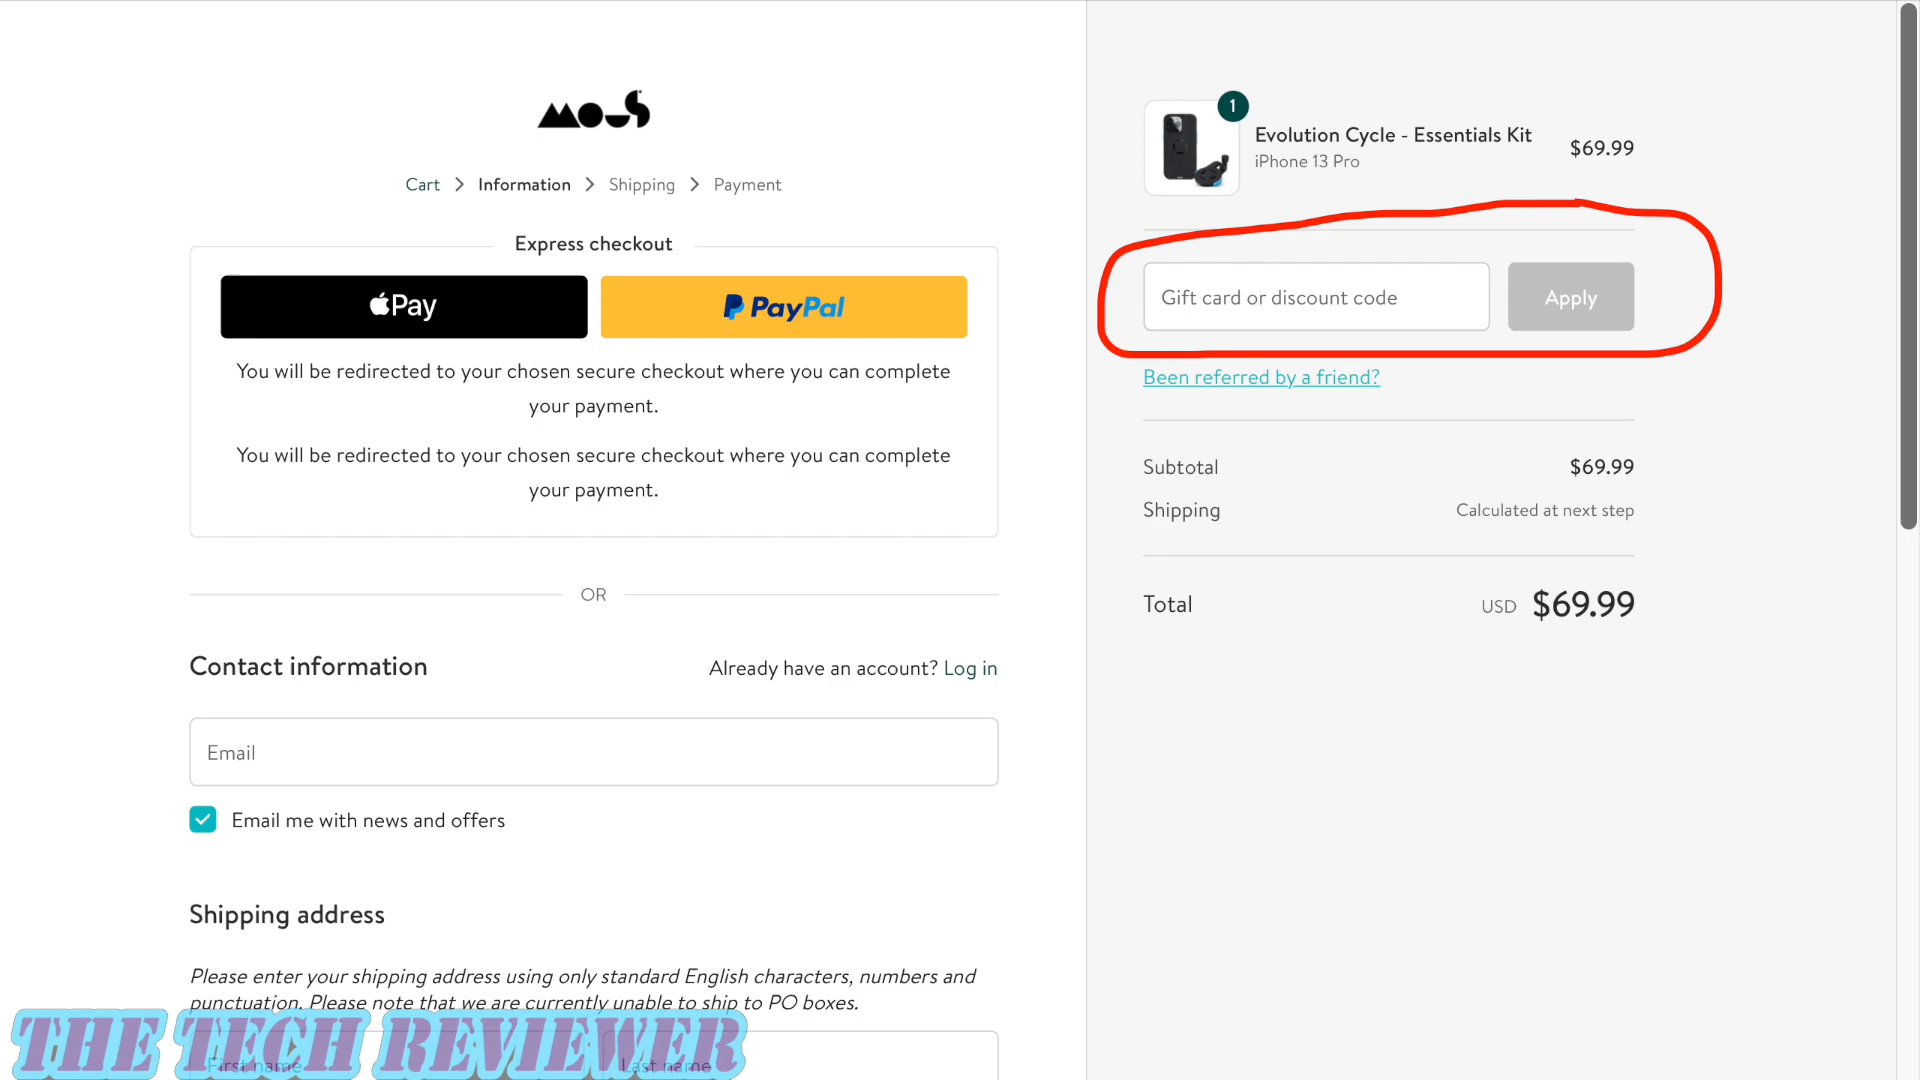 MOUS
Cart > Information > Shipping > Payment
Express checkout
Pay
PayPal
You will be redirected to your chosen secure checkout where you can complete
your payment.
You will be redirected to your chosen secure checkout where you can complete
your payment.
OR
Contact information
Already have an account? Log in
Email
Email me with news and offers
Shipping address
Please enter your shipping address using only standard English characters, numbers and
punctuation. Please note that we are currently unable to ship to PO boxes.
First name
Last name
THE TECH REVIEWER
1
Evolution Cycle - Essentials Kit
iPhone 13 Pro
$69.99
Gift card or discount code
Apply
Been referred by a friend?
Subtotal
$69.99
Shipping
Calculated at next step
Total
USD $69.99